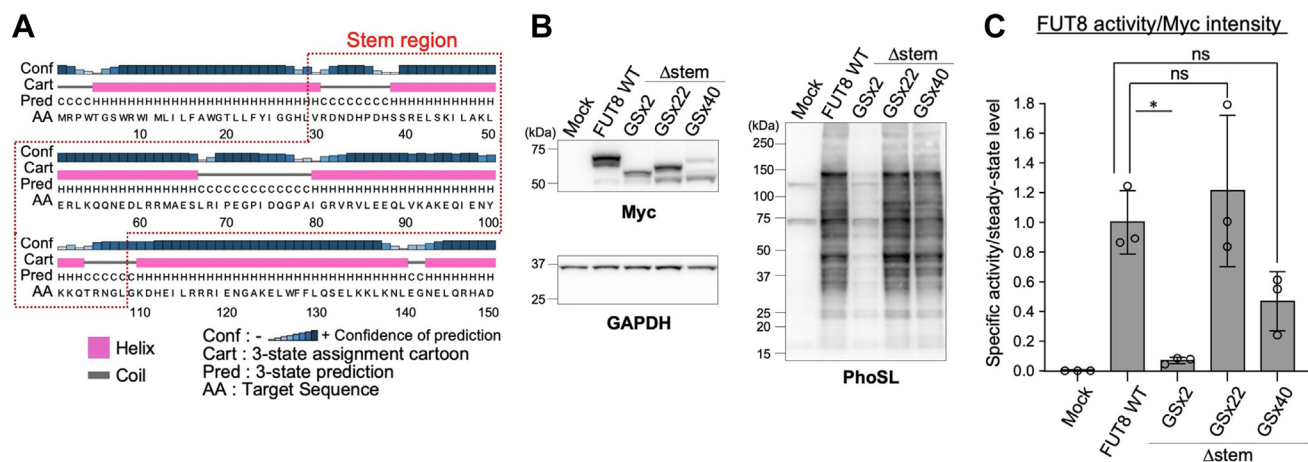 A
Stem region
Conf
Cart
Pred CCCCHHHHHHHHHHHHHHHHHHHHHHHHHHCCCCCCCCHHHHHHHHHHHH
AA MRPWTGSWRWIMLILFAWGTLLFYIGGHLVRDNDHPDHSSRELSKILAKL
10 20 30 40 50
Conf
Cart
Pred HHHHHHHHHHHHHHHHCCCCCCCCCCCCCHHHHHHHHHHHHHHHHHHHHH
AA ERLKQQNEDLRRMAESLRIPEGPIDQGPAIGRVRVLEEQLVKAKEQIENY
60 70 80 90 100
Conf
Cart
Pred HHHCCCCCCHHHHHHHHHHHHHHHHHHHHHHHHHHHHHHHCCHHHHHHHH
AA KKQTRNGLGKDHEILRRRIENGAKELWFFLQSELKKLKNLEGNELQRHAD
110 120 130 140 150
Helix
Coil
Conf : - + Confidence of prediction
Cart : 3-state assignment cartoon
Pred : 3-state prediction
AA : Target Sequence
B
Δstem
Mock FUT8 WT GSx2 GSx22 GSx40
(kDa)
75
50
Myc
37
25
GAPDH
Δstem
Mock FUT8 WT GSx2 GSx22 GSx40
(kDa)
250
150
100
75
50
37
25
20
15
PhoSL
C
FUT8 activity/Myc intensity
ns
ns
*
Specific activity/steady-state level
1.8
1.6
1.4
1.2
1.0
0.8
0.6
0.4
0.2
0.0
Mock FUT8 WT GSx2 GSx22 GSx40
Δstem